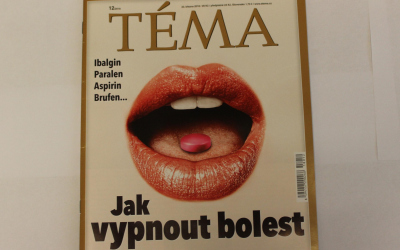 TÉMA
Ibalgin
Paralen
Aspirin
Brufen...
Jak
vypnout bolest